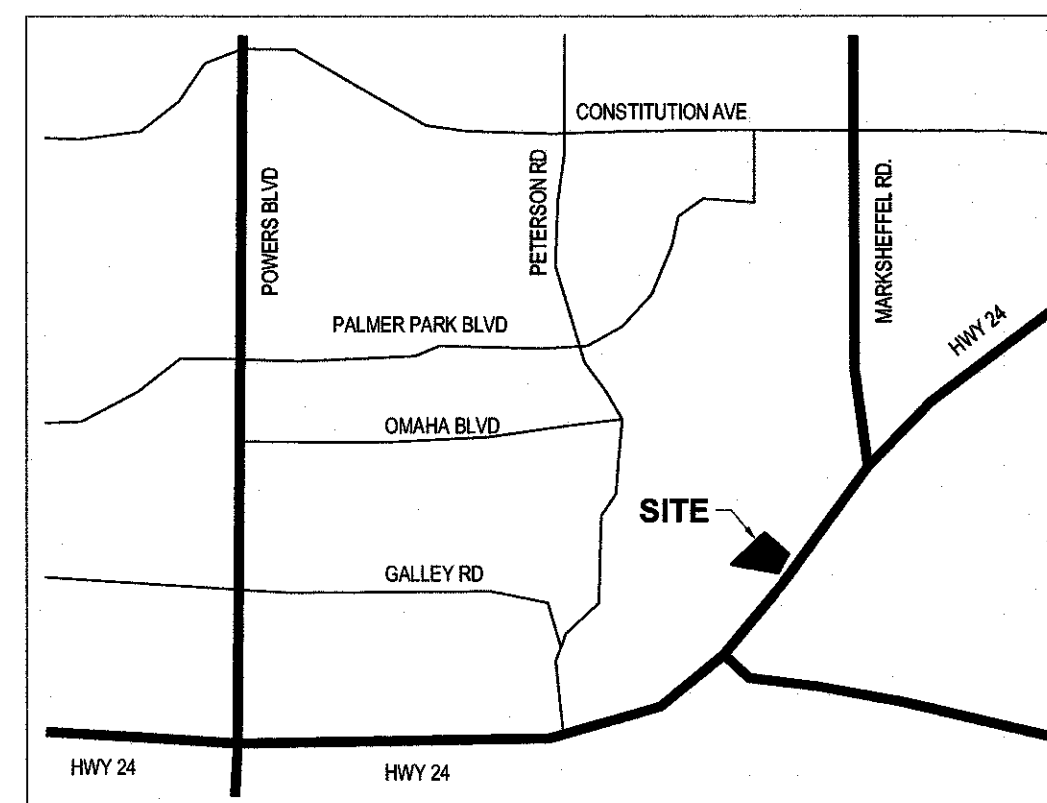 CONSTITUTION AVE
POWERS BLVD
PETERSON RD
MARKSHEFFEL RD.
HWY 24
PALMER PARK BLVD
OMAHA BLVD
SITE
GALLEY RD
HWY 24
HWY 24